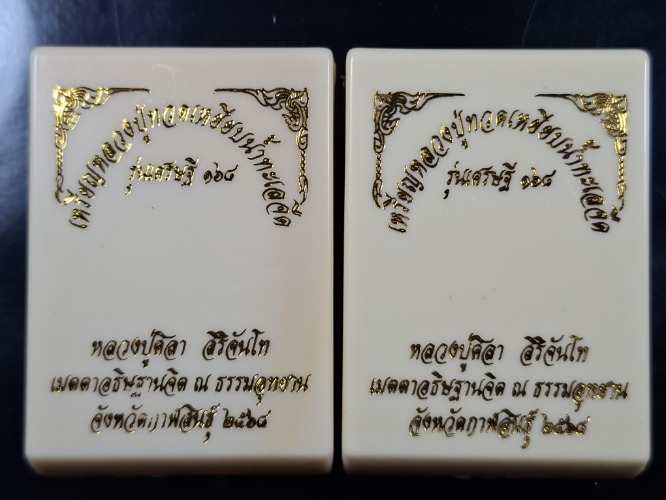 เหรียญหลวงปู่ทวดเหยียบน้ำทะเลจืด
รุ่นเศรษฐี ๑๖๘
หลวงปู่ศิลา สิริจันโท
เมตตาอธิษฐานจิต ณ ธรรมอุทยาน
จังหวัดกาฬสินธุ์ ๒๕๖๘
เหรียญหลวงปู่ทวดเหยียบน้ำทะเลจืด
รุ่นเศรษฐี ๑๖๘
หลวงปู่ศิลา สิริจันโท
เมตตาอธิษฐานจิต ณ ธรรมอุทยาน
จังหวัดกาฬสินธุ์ ๒๕๖๘